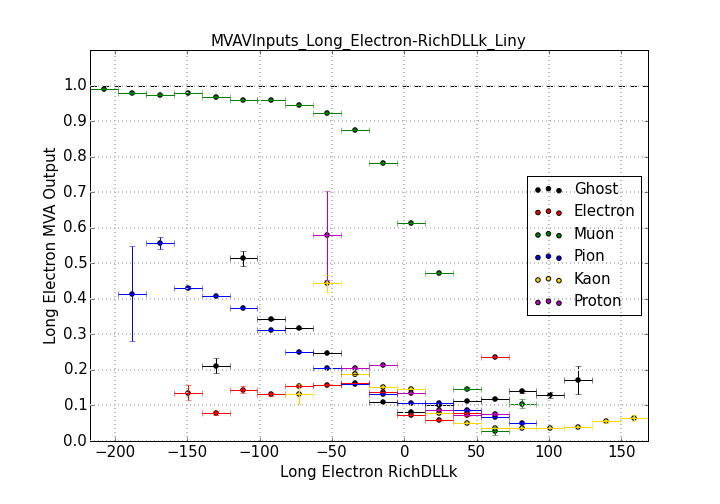 MVAVInputs_Long_Electron-RichDLLk_Liny
1.0
0.9
0.8
0.7
0.6
0.5
0.4
0.3
0.2
0.1
0.0
Long Electron MVA Output
Ghost
Electron
Muon
Pion
Kaon
Proton
−200 −150 −100 −50 0 50 100 150
Long Electron RichDLLk